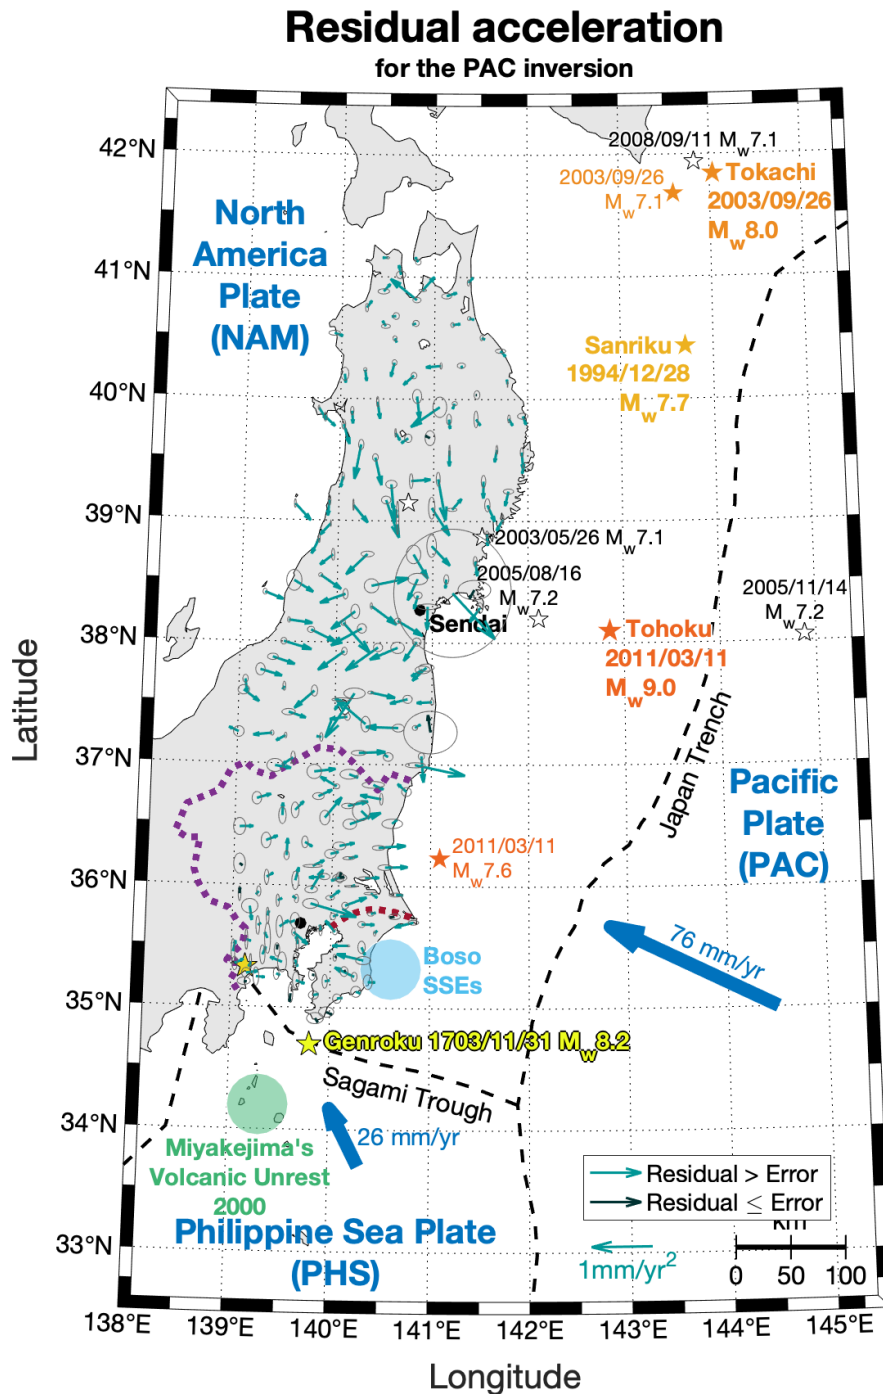 Residual acceleration
for the PAC inversion
42°N
41°N
40°N
39°N
38°N
37°N
36°N
35°N
34°N
33°N
Latitude
North
America
Plate
(NAM)
2008/09/11 Mw7.1
2003/09/26
Mw7.1
Tokachi
2003/09/26
Mw8.0
Sanriku
1994/12/28
Mw7.7
2003/05/26 Mw7.1
2005/08/16
Mw7.2
2005/11/14
Mw7.2
Sendai
Tohoku
2011/03/11
Mw9.0
Japan Trench
Pacific
Plate
(PAC)
2011/03/11
Mw7.6
76 mm/yr
Boso
SSEs
Genroku 1703/11/31 Mw8.2
Sagami Trough
26 mm/yr
Miyakejima's
Volcanic Unrest
2000
Philippine Sea Plate
(PHS)
Residual > Error
Residual ≤ Error
km
1mm/yr²
0 50 100
138°E 139°E 140°E 141°E 142°E 143°E 144°E 145°E
Longitude